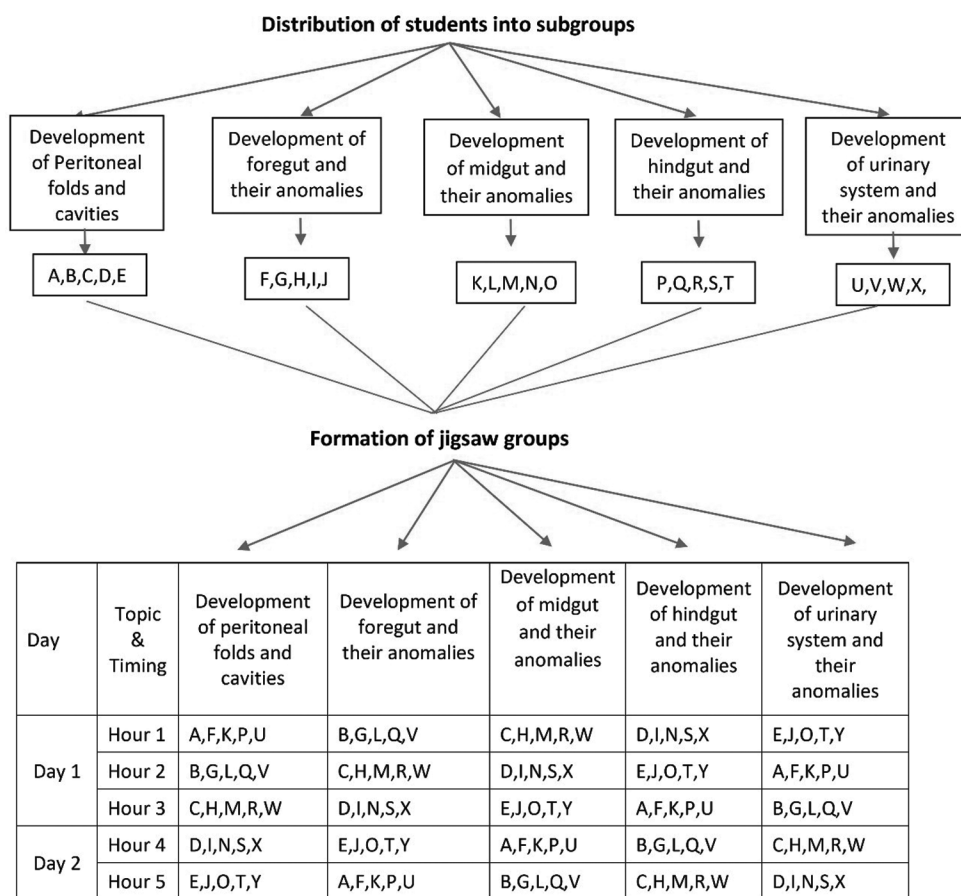 Distribution of students into subgroups
Development
of Peritoneal
folds and
cavities
Development of
foregut and
their anomalies
Development
of midgut and
their anomalies
Development of
hindgut and
their anomalies
Development
of urinary
system and
their anomalies
A,B,C,D,E
F,G,H,I,J
K,L,M,N,O
P,Q,R,S,T
U,V,W,X,
Formation of jigsaw groups
Day
Topic
&
Timing
Development
of peritoneal
folds and
cavities
Development of
foregut and
their anomalies
Development
of midgut
and their
anomalies
Development
of hindgut
and their
anomalies
Development
of urinary
system and
their
anomalies
Day 1
Hour 1 A,F,K,P,U B,G,L,Q,V C,H,M,R,W D,I,N,S,X E,J,O,T,Y
Hour 2 B,G,L,Q,V C,H,M,R,W D,I,N,S,X E,J,O,T,Y A,F,K,P,U
Hour 3 C,H,M,R,W D,I,N,S,X E,J,O,T,Y A,F,K,P,U B,G,L,Q,V
Day 2
Hour 4 D,I,N,S,X E,J,O,T,Y A,F,K,P,U B,G,L,Q,V C,H,M,R,W
Hour 5 E,J,O,T,Y A,F,K,P,U B,G,L,Q,V C,H,M,R,W D,I,N,S,X